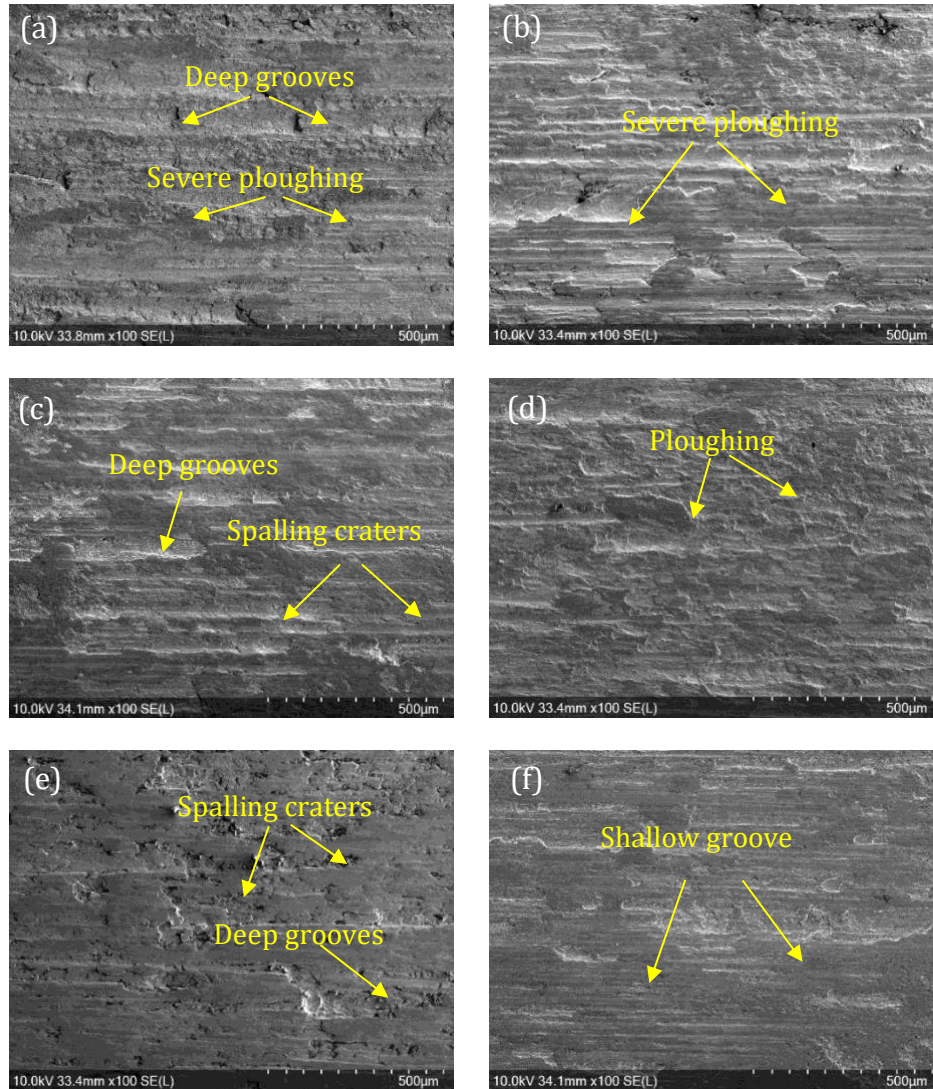 (a)
Deep grooves
Severe ploughing
10.0kV 33.8mm x100 SE(L) 500µm
(b)
Severe ploughing
10.0kV 33.4mm x100 SE(L) 500µm
(c)
Deep grooves
Spalling craters
10.0kV 34.1mm x100 SE(L) 500µm
(d)
Ploughing
10.0kV 33.4mm x100 SE(L) 500µm
(e)
Spalling craters
Deep grooves
10.0kV 33.4mm x100 SE(L) 500µm
(f)
Shallow groove
10.0kV 34.1mm x100 SE(L) 500µm